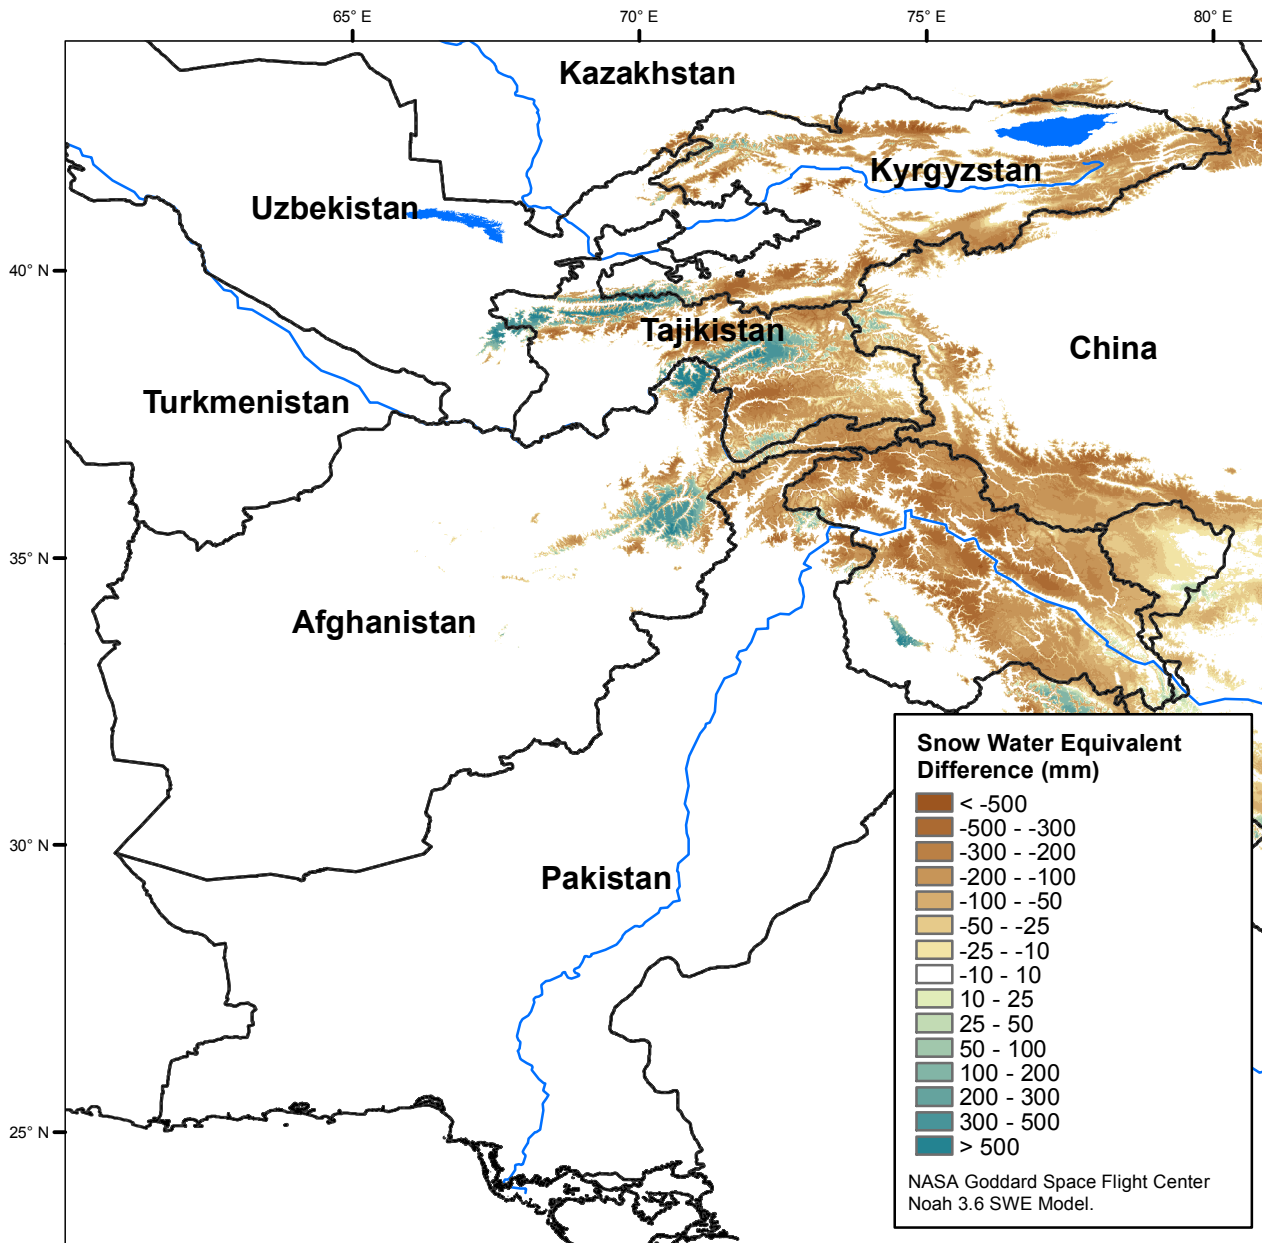 65° E
70° E
75° E
80° E
Kazakhstan
Kyrgyzstan
Uzbekistan
40° N
Tajikistan
China
Turkmenistan
35° N
Afghanistan
30° N
Pakistan
25° N
Snow Water Equivalent
Difference (mm)
< -500
-500 - -300
-300 - -200
-200 - -100
-100 - -50
-50 - -25
-25 - -10
-10 - 10
10 - 25
25 - 50
50 - 100
100 - 200
200 - 300
300 - 500
> 500
NASA Goddard Space Flight Center
Noah 3.6 SWE Model.